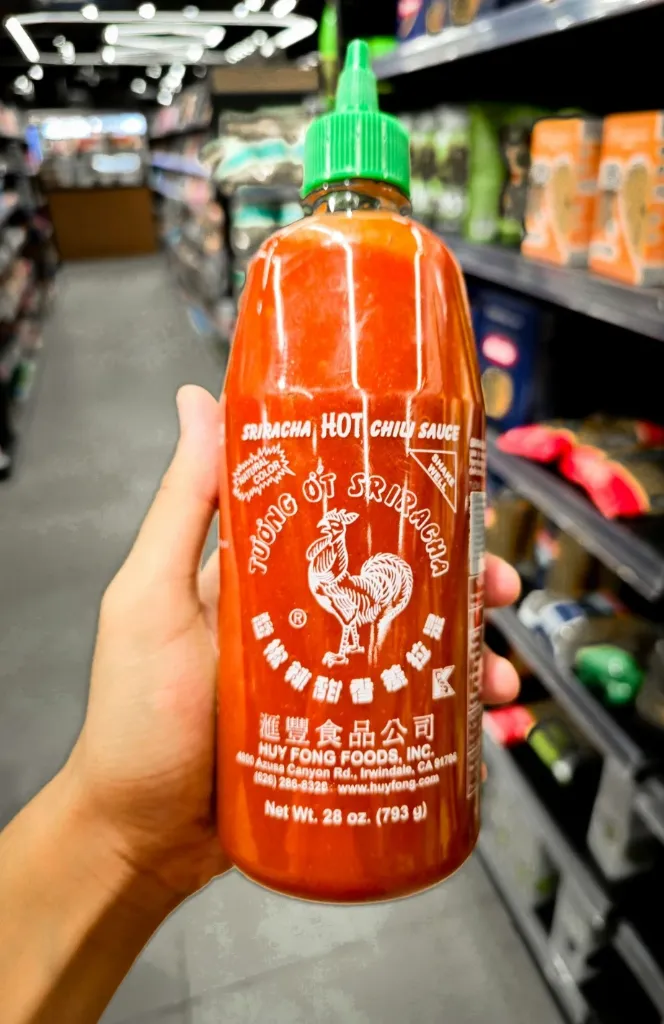 SRIRACHA HOT CHILI SAUCE
NATURAL COLOR
SHAKE WELL
TƯƠNG ỚT SRIRACHA
®
是拉差甜香辣椒醬
K
滙豐食品公司
HUY FONG FOODS, INC.
4800 Azusa Canyon Rd., Irwindale, CA 91706
(626) 286-8328 www.huyfong.com
Net Wt. 28 oz. (793 g)